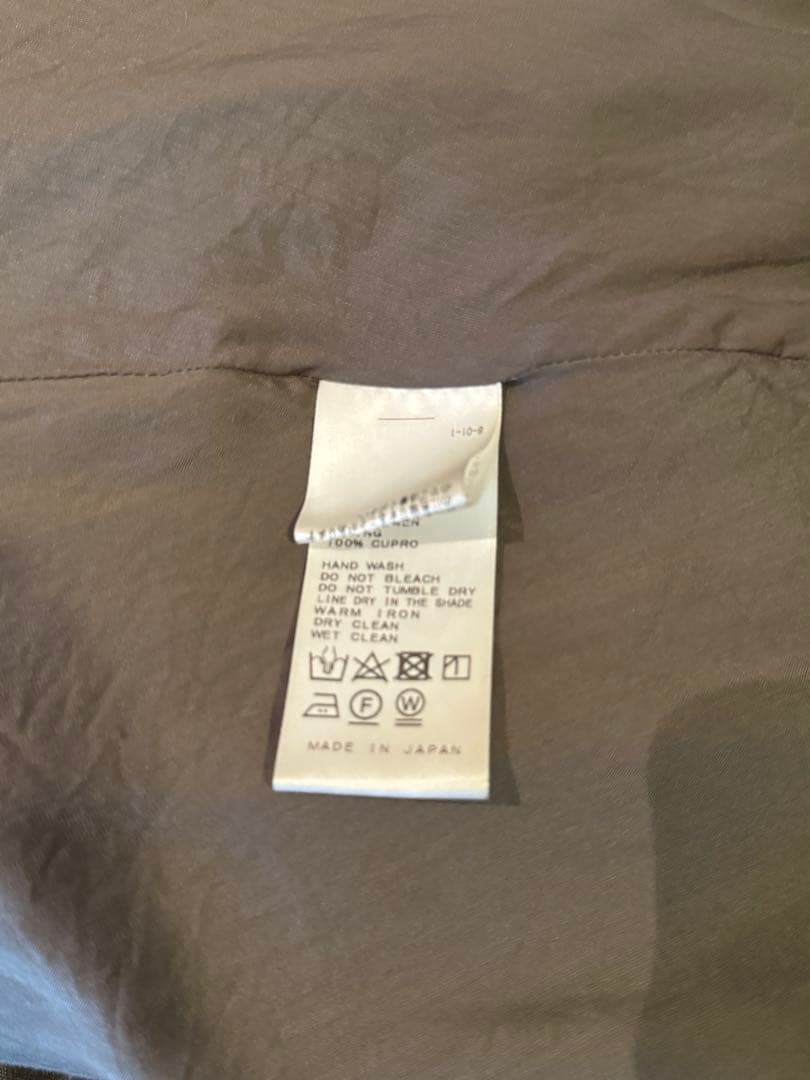 8-01-1
100% CUPRO
HAND WASH
DO NOT BLEACH
DO NOT TUMBLE DRY
LINE DRY IN THE SHADE
WARM IRON
DRY CLEAN
WET CLEAN
F W
MADE IN JAPAN